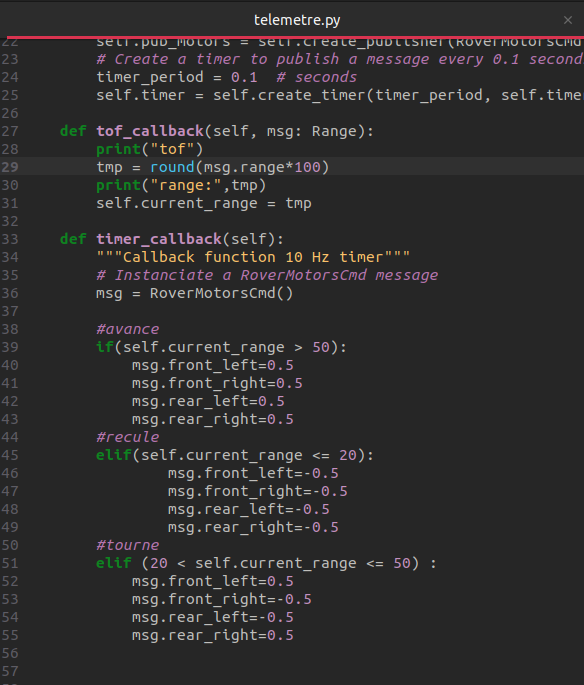 telemetre.py ×
22 self.pub_motors = self.create_publisher(RoverMotorsCmd
23 # Create a timer to publish a message every 0.1 second
24 timer_period = 0.1  # seconds
25 self.timer = self.create_timer(timer_period, self.time
26
27 def tof_callback(self, msg: Range):
28 print("tof")
29 tmp = round(msg.range*100)
30 print("range:",tmp)
31 self.current_range = tmp
32
33 def timer_callback(self):
34 """Callback function 10 Hz timer"""
35 # Instanciate a RoverMotorsCmd message
36 msg = RoverMotorsCmd()
37
38 #avance
39 if(self.current_range > 50):
40 msg.front_left=0.5
41 msg.front_right=0.5
42 msg.rear_left=0.5
43 msg.rear_right=0.5
44 #recule
45 elif(self.current_range <= 20):
46 msg.front_left=-0.5
47 msg.front_right=-0.5
48 msg.rear_left=-0.5
49 msg.rear_right=-0.5
50 #tourne
51 elif (20 < self.current_range <= 50) :
52 msg.front_left=0.5
53 msg.front_right=-0.5
54 msg.rear_left=-0.5
55 msg.rear_right=0.5
56
57